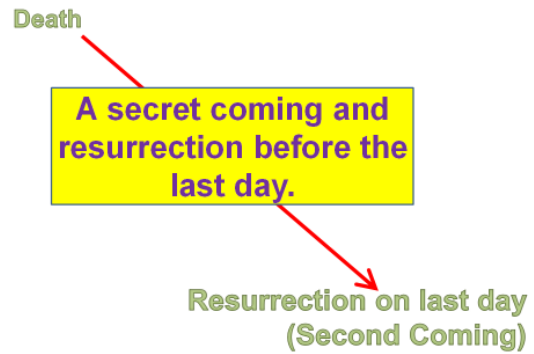 Death
A secret coming and
resurrection before the
last day.
Resurrection on last day
(Second Coming)